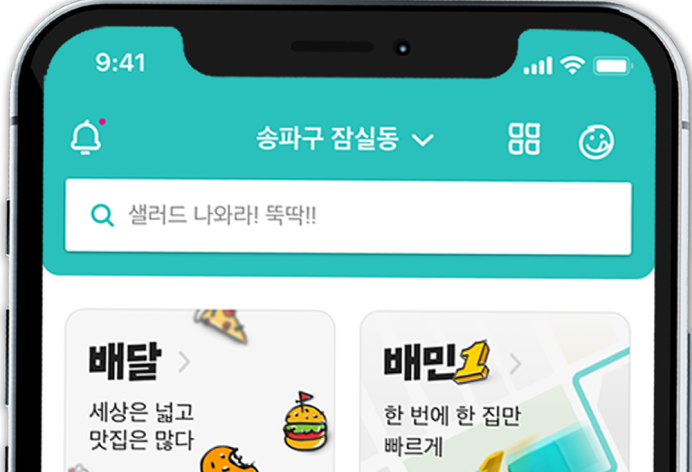 9:41
송파구 잠실동
샐러드 나와라! 뚝딱!!
배달
세상은 넓고
맛집은 많다
배민1
한 번에 한 집만
빠르게